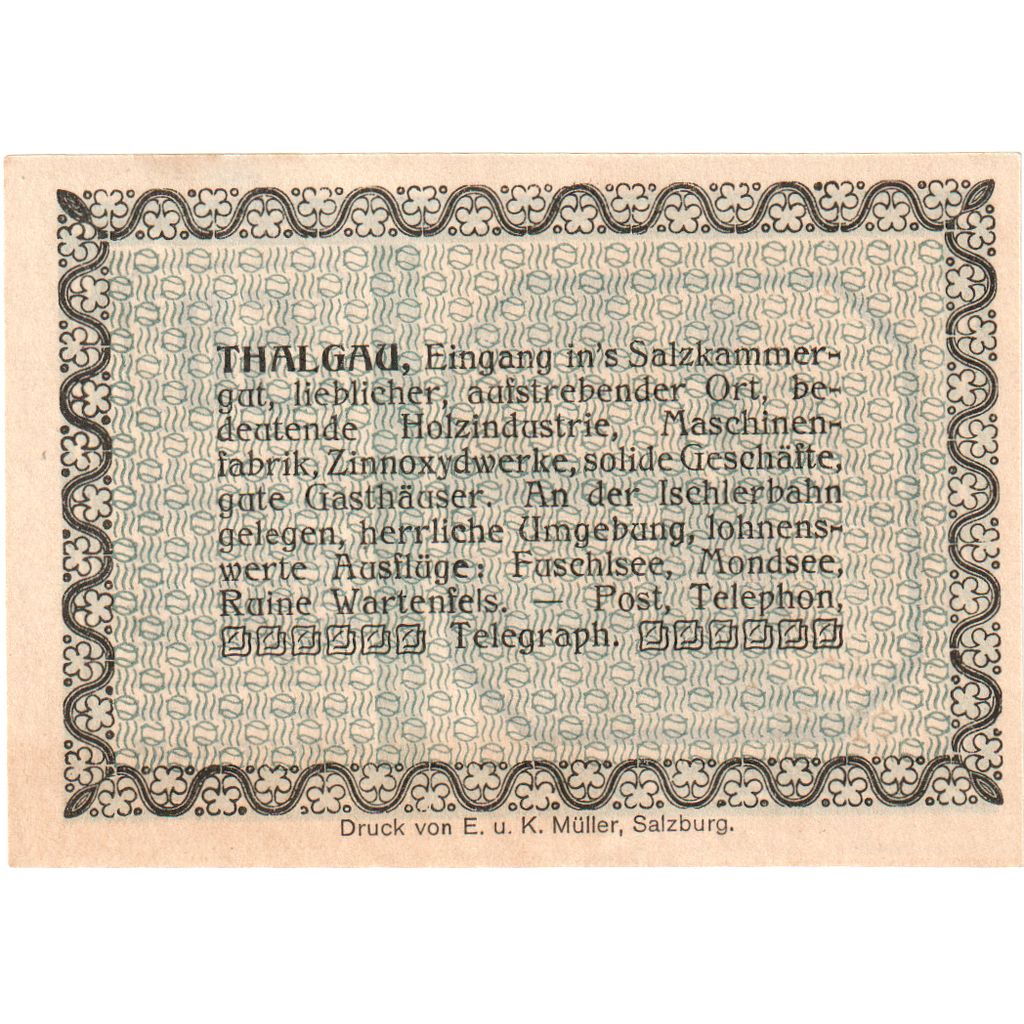 THALGAU, Eingang in's Salzkammer-
gut, lieblicher, aufstrebender Ort, be-
deutende Holzindustrie, Maschinen-
fabrik, Zinnoxydwerke, solide Geschäfte,
gute Gasthäuser. An der Ischlerbahn
gelegen, herrliche Umgebung, lohnens-
werte Ausflüge: Fuschlsee, Mondsee,
Ruine Wartenfels. — Post, Telephon,
Telegraph.
Druck von E. u. K. Müller, Salzburg.